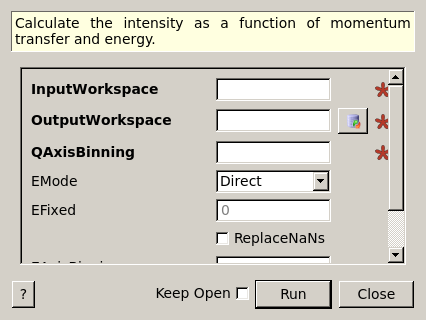 Calculate the intensity as a function of momentum
transfer and energy.
InputWorkspace
OutputWorkspace
QAxisBinning
EMode Direct
EFixed 0
ReplaceNaNs
? Keep Open Run Close